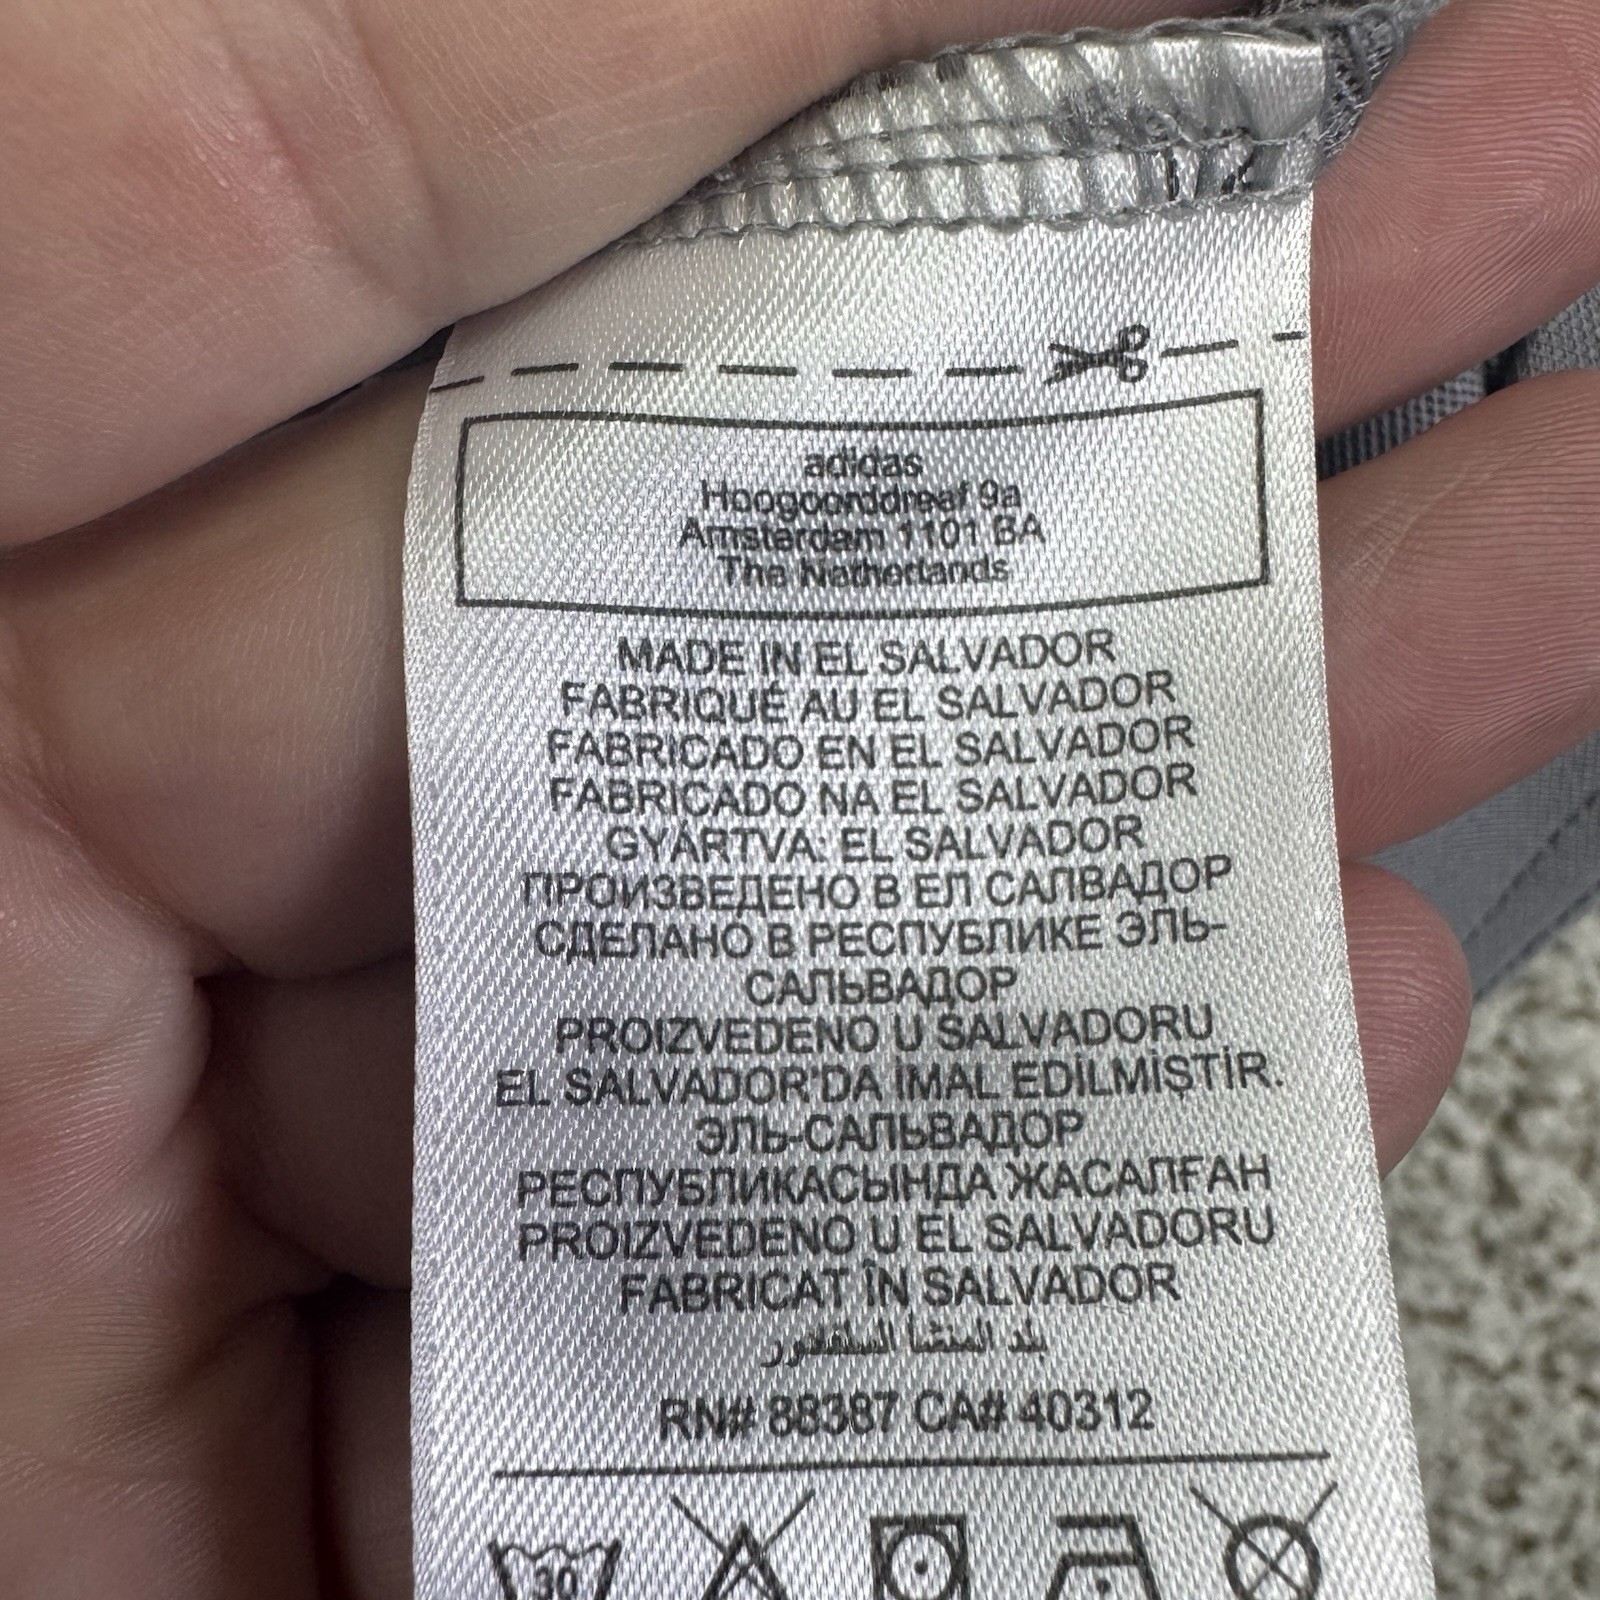 adidas
Hoogoorddreef 9a
Amsterdam 1101 BA
The Netherlands
MADE IN EL SALVADOR
FABRIQUÉ AU EL SALVADOR
FABRICADO EN EL SALVADOR
FABRICADO NA EL SALVADOR
GYÁRTVA: EL SALVADOR
ПРОИЗВЕДЕНО В ЕЛ САЛВАДОР
СДЕЛАНО В РЕСПУБЛИКЕ ЭЛЬ-
САЛЬВАДОР
PROIZVEDENO U SALVADORU
EL SALVADOR'DA İMAL EDİLMİŞTİR.
ЭЛЬ-САЛЬВАДОР
РЕСПУБЛИКАСЫНДА ЖАСАЛҒАН
PROIZVEDENO U EL SALVADORU
FABRICAT ÎN SALVADOR
بلد المنشأ السلفادور
RN# 88387 CA# 40312
30